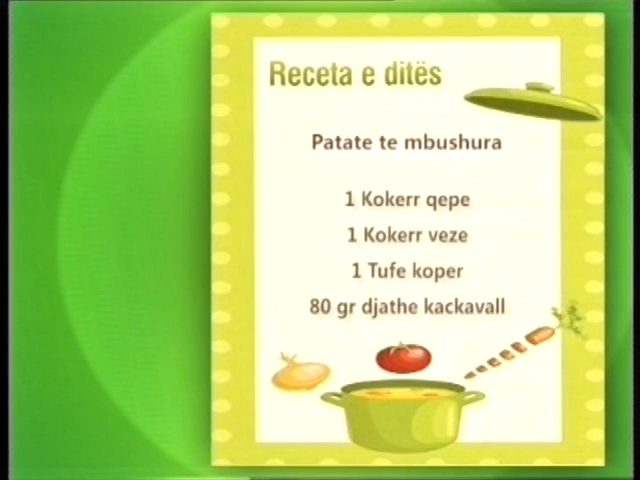 Receta e ditës
Patate te mbushura
1 Kokerr qepe
1 Kokerr veze
1 Tufe koper
80 gr djathe kackavall